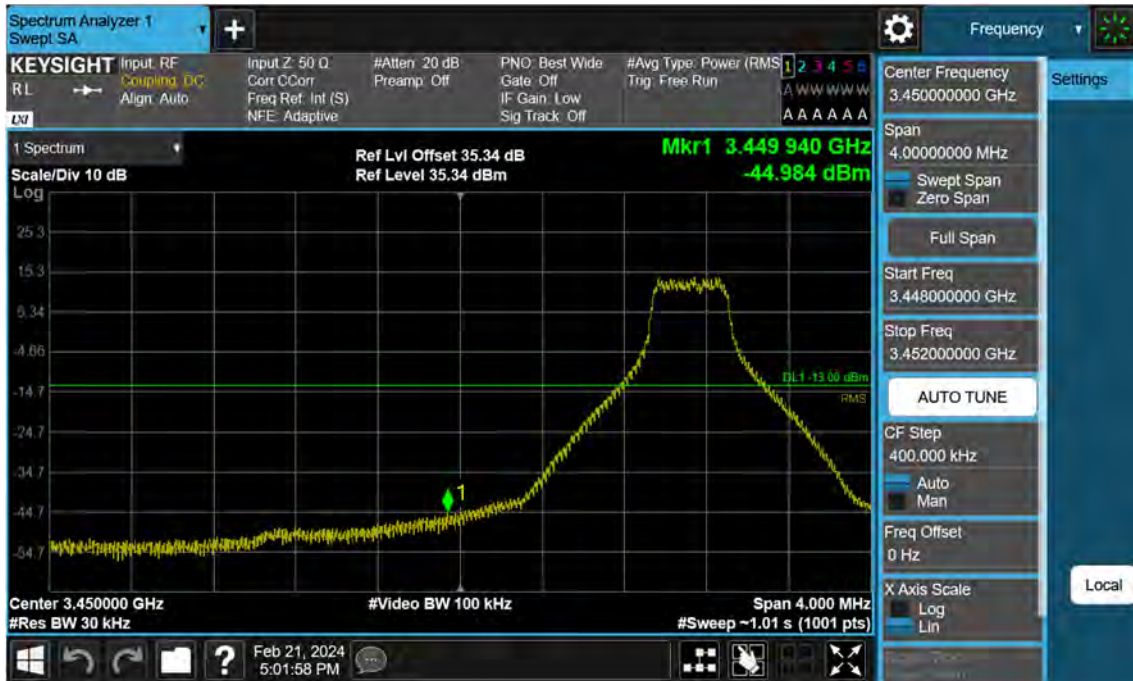 Spectrum Analyzer 1
Swept SA
Frequency
KEYSIGHT
RL
LXI
Input: RF
Coupling: DC
Align: Auto
Input Z: 50 Ω
Corr CCorr
Freq Ref: Int (S)
NFE: Adaptive
#Atten: 20 dB
Preamp: Off
PNO: Best Wide
Gate: Off
IF Gain: Low
Sig Track: Off
#Avg Type: Power (RMS
Trig: Free Run
1 2 3 4 5 6
A W W W W W
A A A A A A
1 Spectrum
Scale/Div 10 dB
Ref Lvl Offset 35.34 dB
Ref Level 35.34 dBm
Mkr1 3.449 940 GHz
-44.984 dBm
Log
25.3
15.3
5.34
-4.66
-14.7
-24.7
-34.7
-44.7
-54.7
DL1 -13.00 dBm
RMS
1
Center 3.450000 GHz
#Res BW 30 kHz
#Video BW 100 kHz
Span 4.000 MHz
#Sweep ~1.01 s (1001 pts)
Center Frequency
3.450000000 GHz
Settings
Span
4.00000000 MHz
Swept Span
Zero Span
Full Span
Start Freq
3.448000000 GHz
Stop Freq
3.452000000 GHz
AUTO TUNE
CF Step
400.000 kHz
Auto
Man
Freq Offset
0 Hz
X Axis Scale
Log
Lin
Local
?
Feb 21, 2024
5:01:58 PM